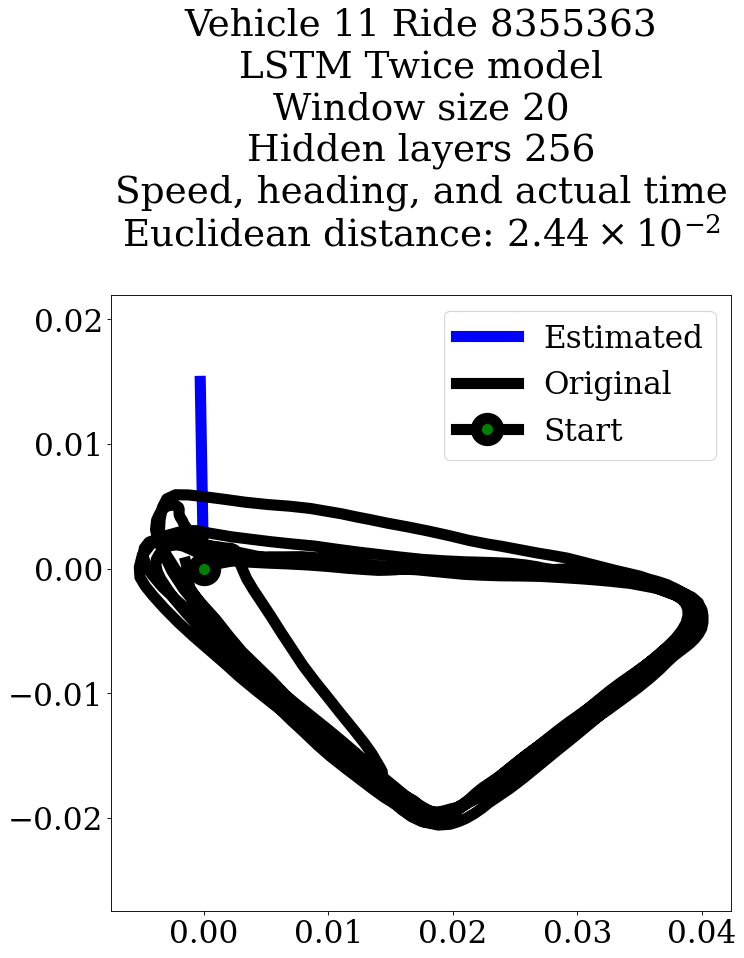 Vehicle 11 Ride 8355363
LSTM Twice model
Window size 20
Hidden layers 256
Speed, heading, and actual time
Euclidean distance: 2.44 × 10⁻²
Estimated
Original
Start
0.02
0.01
0.00
−0.01
−0.02
0.00 0.01 0.02 0.03 0.04